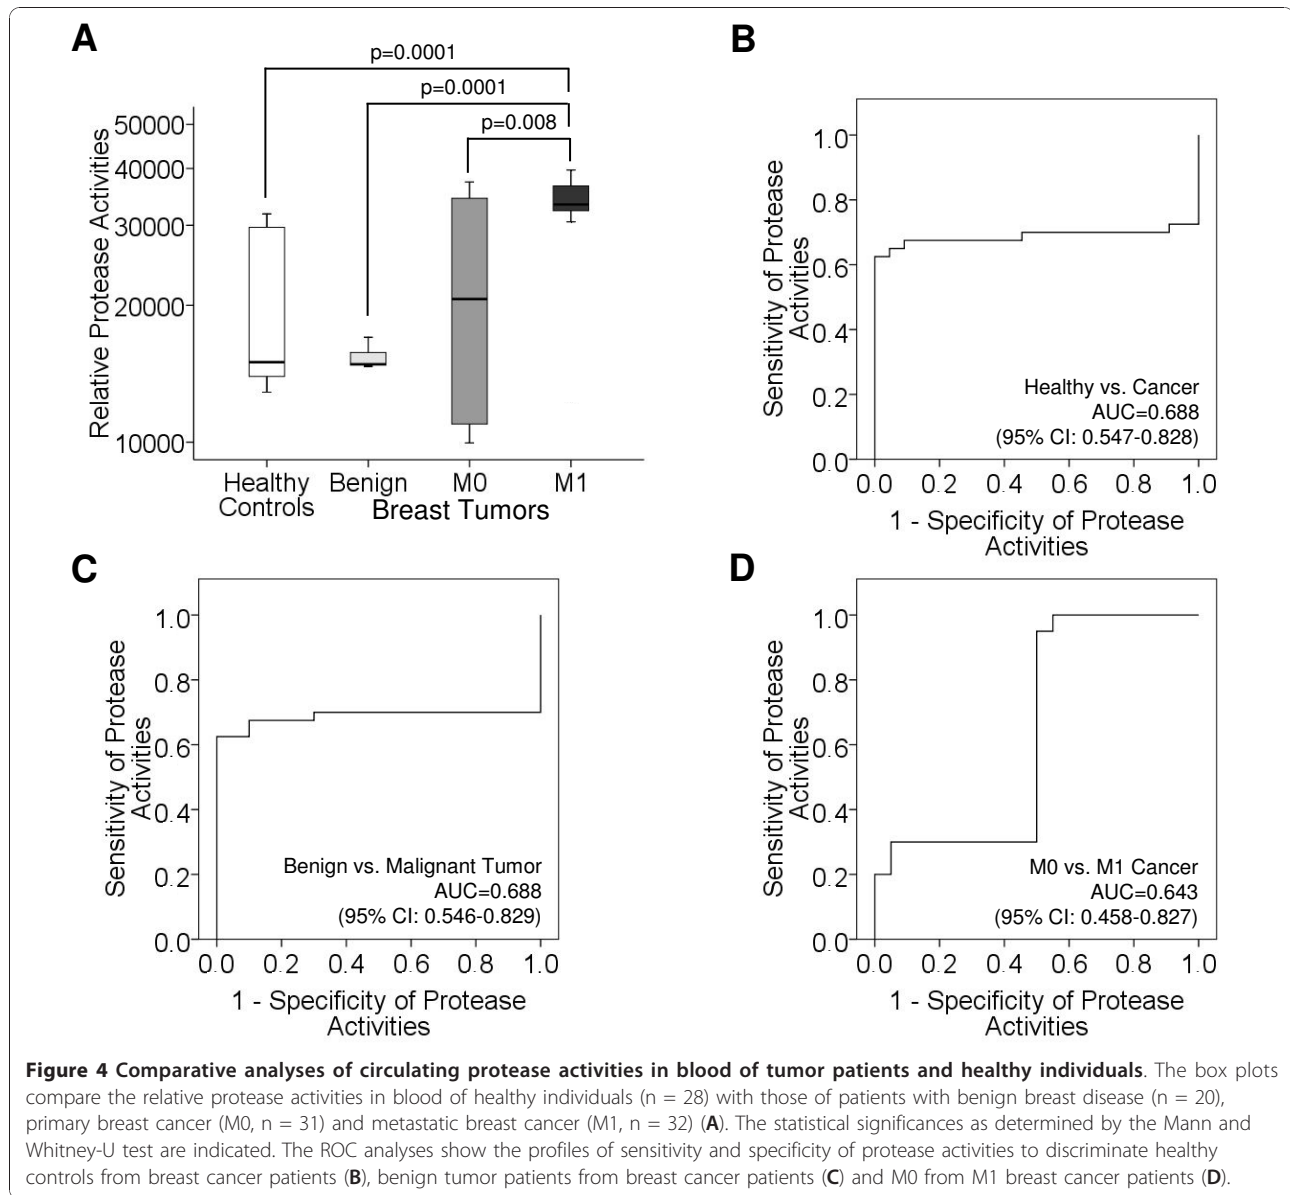 A
p=0.0001
p=0.0001
p=0.008
50000
40000
30000
20000
10000
Relative Protease Activities
Healthy Controls
Benign
M0
M1
Breast Tumors
B
1.0
0.8
0.6
0.4
0.2
0.0
Sensitivity of Protease
Activities
Healthy vs. Cancer
AUC=0.688
(95% CI: 0.547-0.828)
0.0 0.2 0.4 0.6 0.8 1.0
1 - Specificity of Protease
Activities
C
1.0
0.8
0.6
0.4
0.2
0.0
Sensitivity of Protease
Activities
Benign vs. Malignant Tumor
AUC=0.688
(95% CI: 0.546-0.829)
0.0 0.2 0.4 0.6 0.8 1.0
1 - Specificity of Protease
Activities
D
1.0
0.8
0.6
0.4
0.2
0.0
Sensitivity of Protease
Activities
M0 vs. M1 Cancer
AUC=0.643
(95% CI: 0.458-0.827)
0.0 0.2 0.4 0.6 0.8 1.0
1 - Specificity of Protease
Activities
Figure 4 Comparative analyses of circulating protease activities in blood of tumor patients and healthy individuals. The box plots
compare the relative protease activities in blood of healthy individuals (n = 28) with those of patients with benign breast disease (n = 20),
primary breast cancer (M0, n = 31) and metastatic breast cancer (M1, n = 32) (A). The statistical significances as determined by the Mann and
Whitney-U test are indicated. The ROC analyses show the profiles of sensitivity and specificity of protease activities to discriminate healthy
controls from breast cancer patients (B), benign tumor patients from breast cancer patients (C) and M0 from M1 breast cancer patients (D).